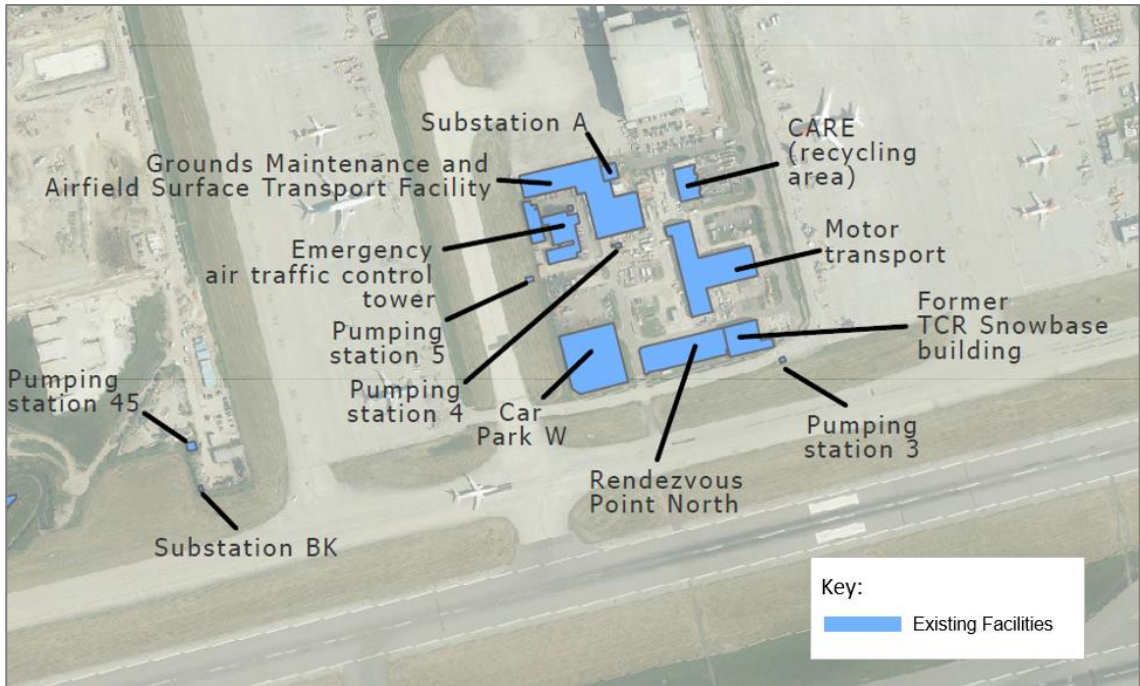 Substation A
CARE
(recycling
area)
Grounds Maintenance and
Airfield Surface Transport Facility
Motor
transport
Emergency
air traffic control
tower
Former
TCR Snowbase
building
Pumping
station 5
Pumping
station 4
Pumping
station 45
Car
Park W
Pumping
station 3
Rendezvous
Point North
Substation BK
Key:
Existing Facilities